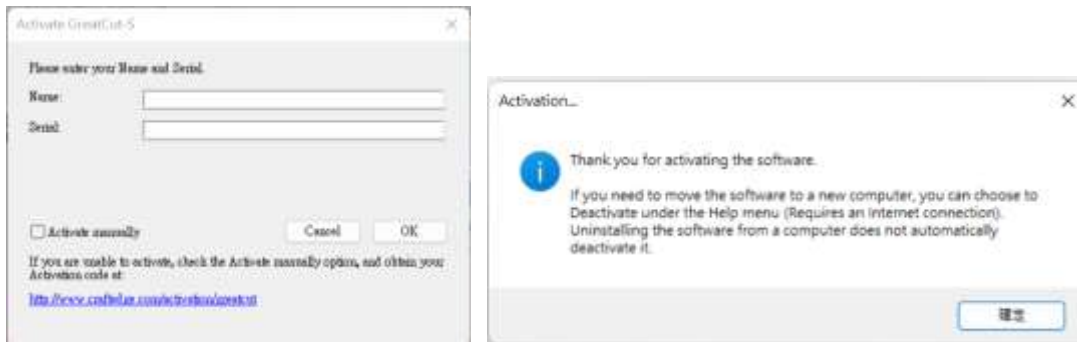 Activate GreatCut-S
Please enter your Name and Serial.
Name:
Serial:
Activate manually
Cancel
OK
If you are unable to activate, check the Activate manually option, and obtain your
Activation code at:
Activation...
Thank you for activating the software.
If you need to move the software to a new computer, you can choose to
Deactivate under the Help menu (Requires an Internet connection).
Uninstalling the software from a computer does not automatically
deactivate it.
確定